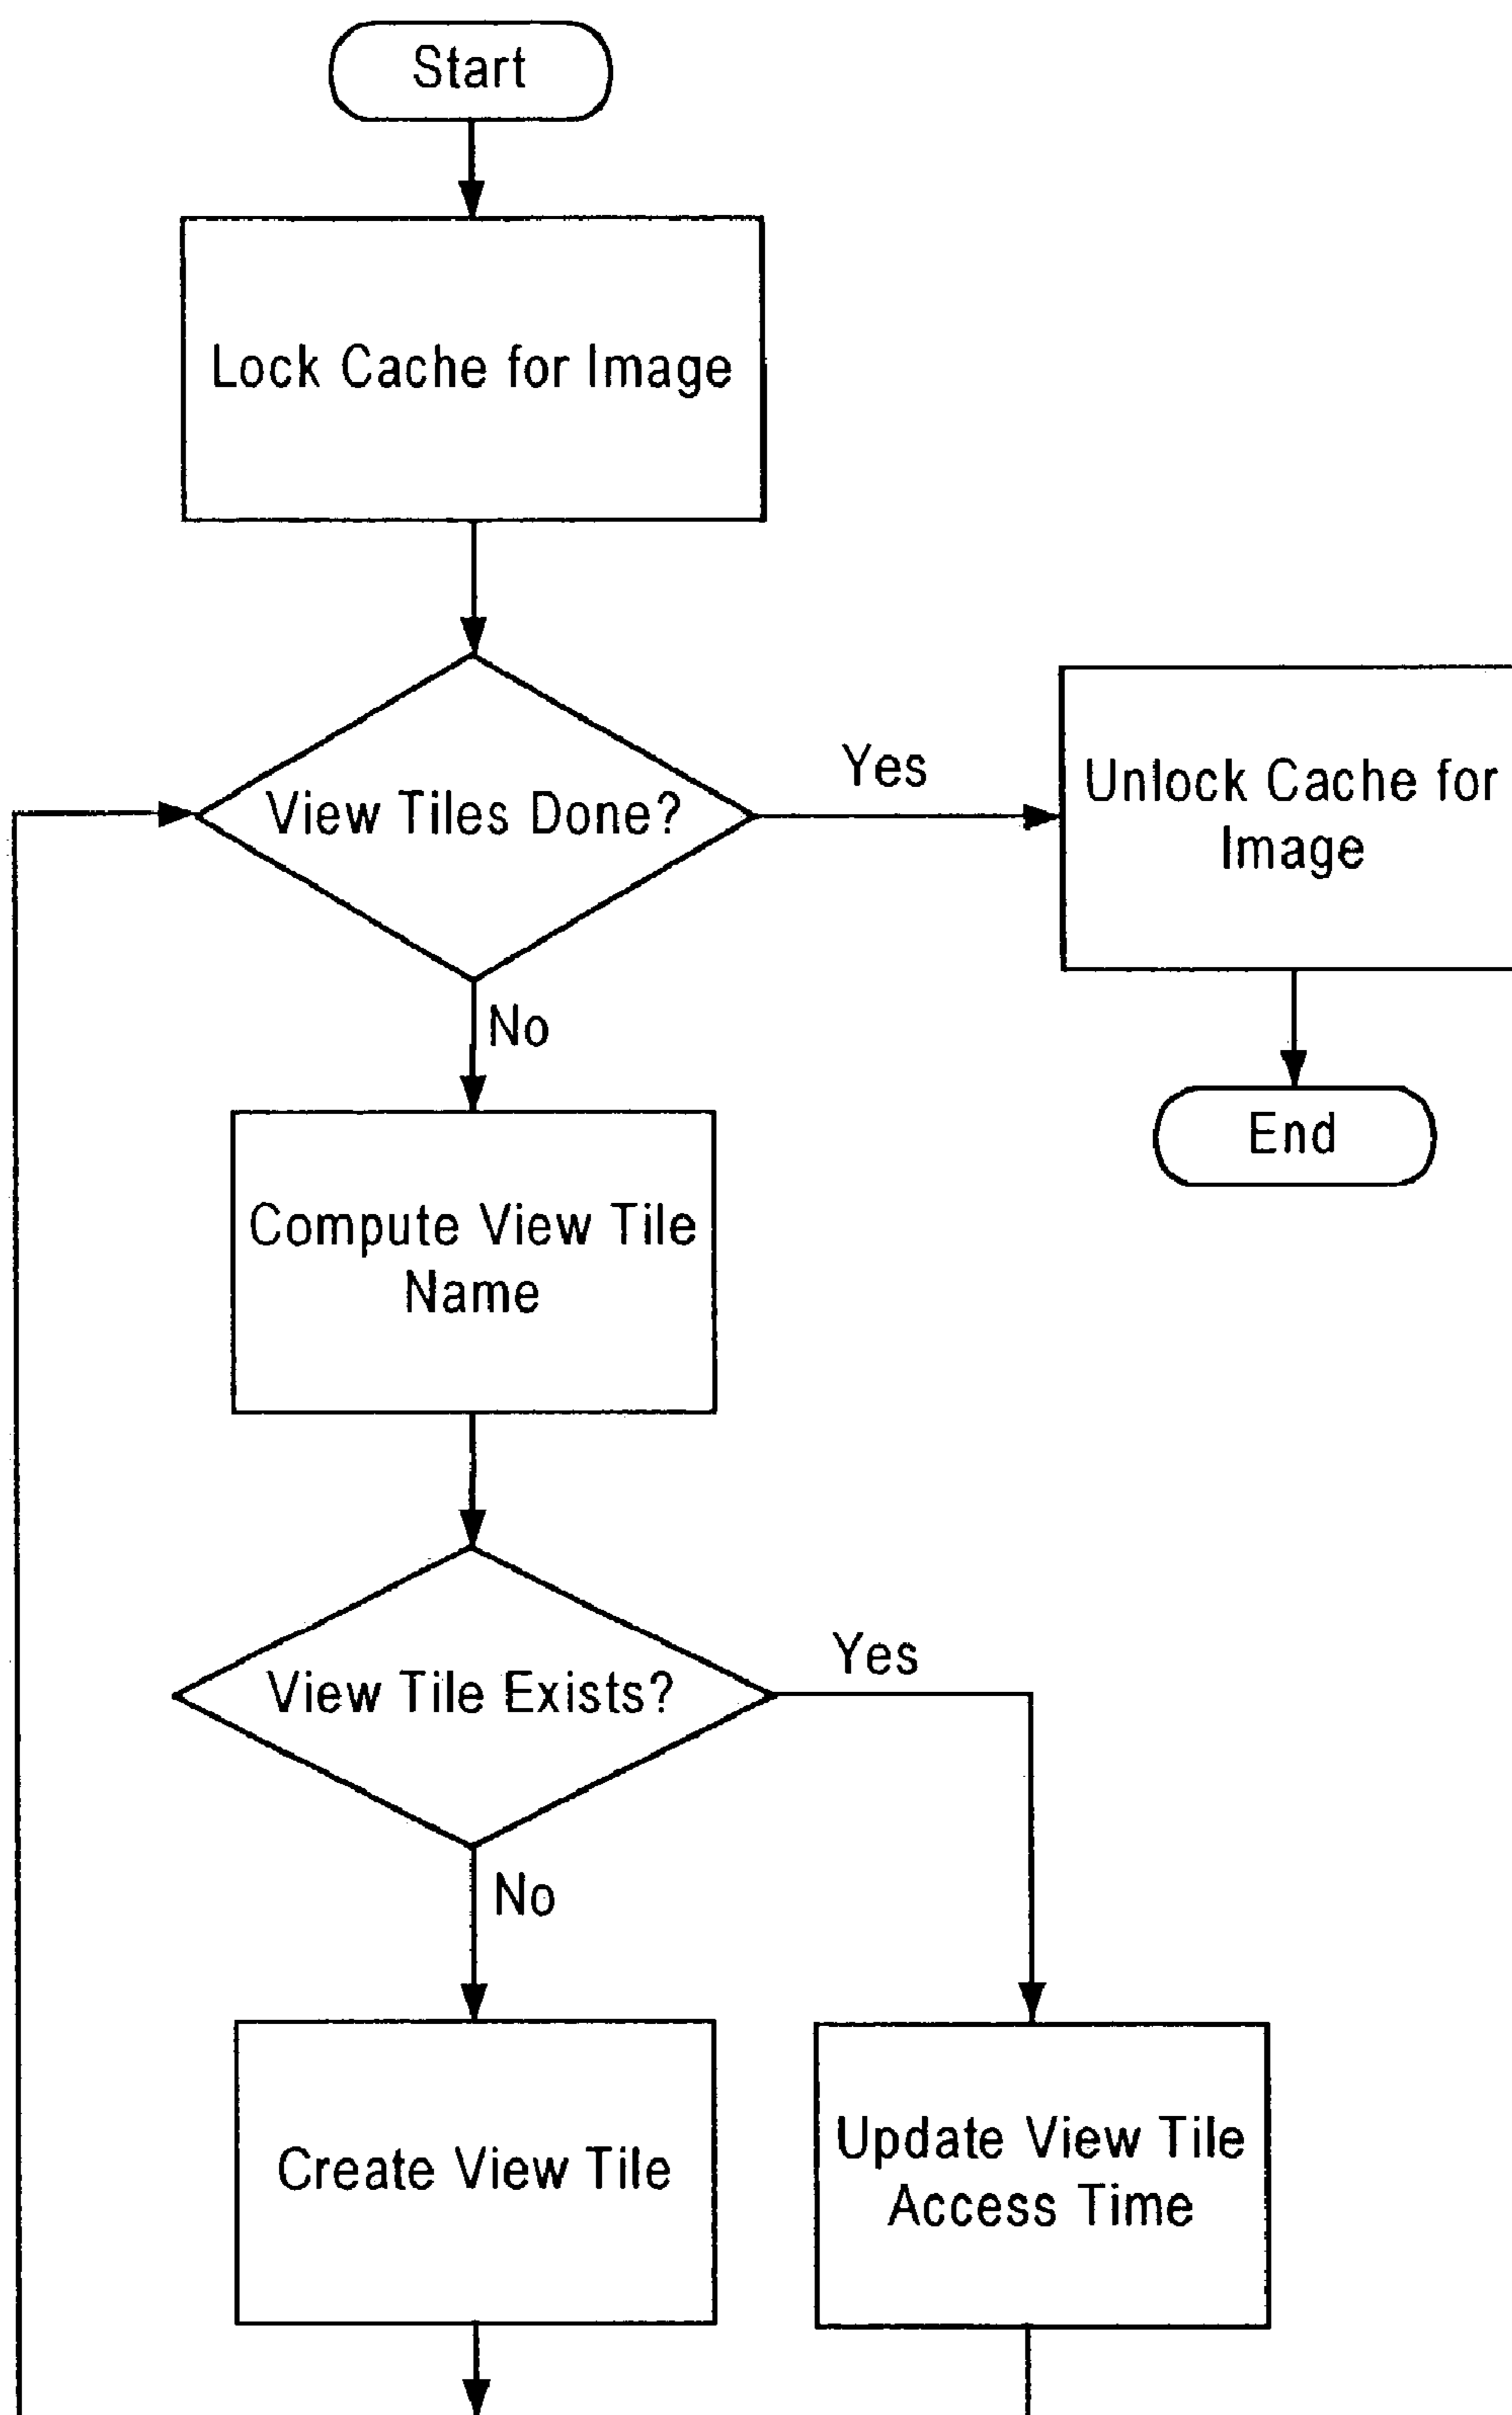 Start
Lock Cache for Image
View Tiles Done?
Yes
Unlock Cache for
Image
No
End
Compute View Tile
Name
View Tile Exists?
Yes
No
Create View Tile
Update View Tile
Access Time